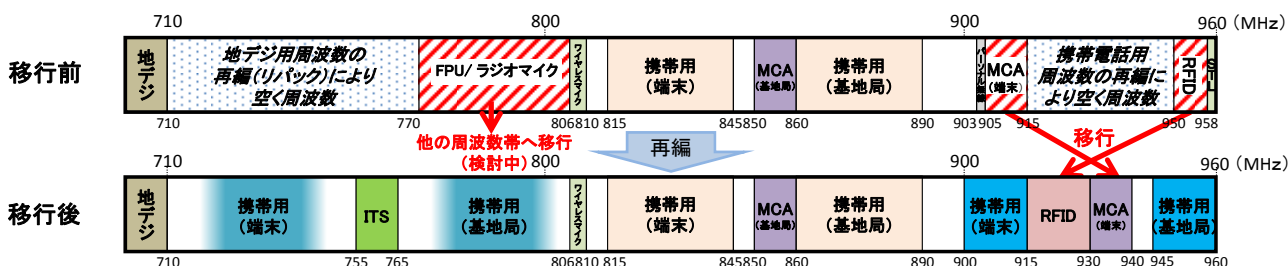 710 800 900 960 (MHz)
移行前
地デジ
地デジ用周波数の
再編(リパック)により
空く周波数
FPU/ラジオマイク
ワイヤレスマイク
携帯用
(端末)
MCA
(基地局)
携帯用
(基地局)
MCA
(端末)
携帯電話用
周波数の再編に
より空く周波数
RFID
STL
710 770 806 810 815 845 850 860 890 903 905 915 950 958
他の周波数帯へ移行
(検討中)
再編
移行
710 800 900 960 (MHz)
移行後
地デジ
携帯用
(端末)
ITS
携帯用
(基地局)
ワイヤレスマイク
携帯用
(端末)
MCA
(基地局)
携帯用
(基地局)
携帯用
(端末)
RFID
MCA
(端末)
携帯用
(基地局)
710 755 765 806 810 815 845 850 860 890 900 915 930 940 945 960